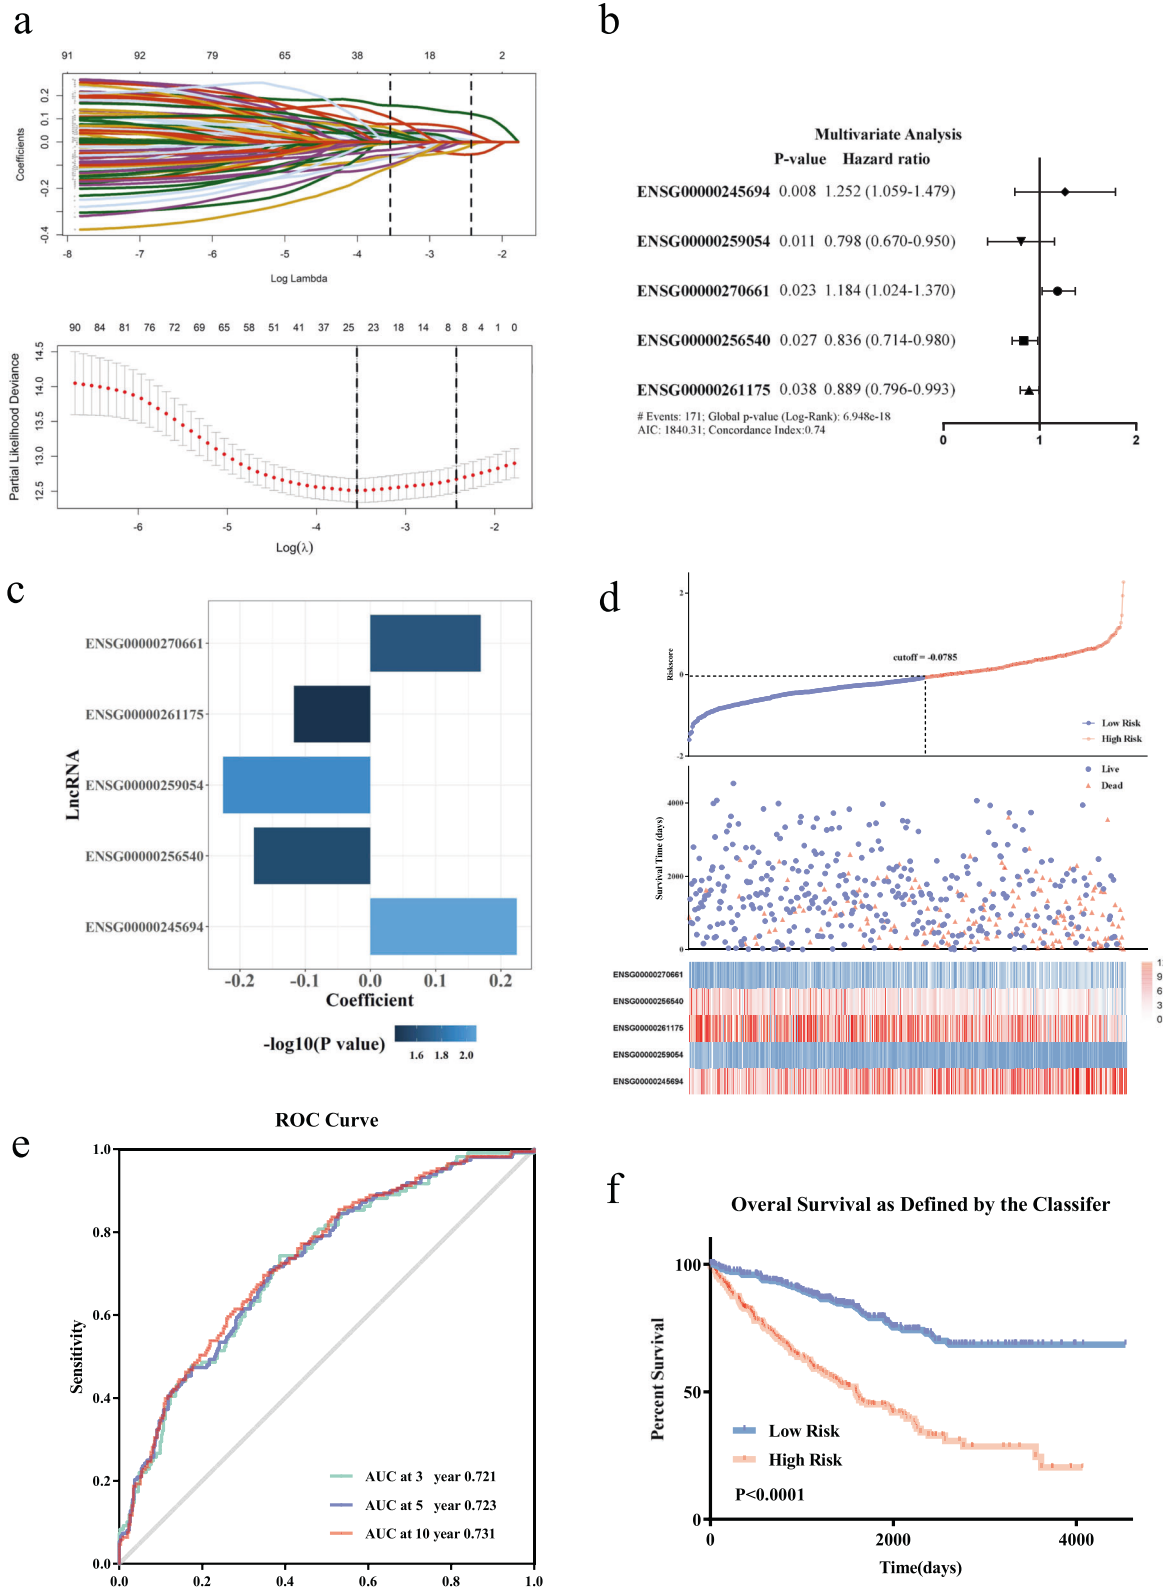 a
91 92 79 65 38 18 2
Coefficients
0.2
0.1
0.0
-0.2
-0.4
-8 -7 -6 -5 -4 -3 -2
Log Lambda
90 84 81 76 72 69 65 58 51 41 37 25 23 18 14 8 8 4 1 0
Partial Likelihood Deviance
14.5
14.0
13.5
13.0
12.5
-6 -5 -4 -3 -2
Log(λ)
b
Multivariate Analysis
P-value Hazard ratio
ENSG00000245694 0.008 1.252 (1.059-1.479)
ENSG00000259054 0.011 0.798 (0.670-0.950)
ENSG00000270661 0.023 1.184 (1.024-1.370)
ENSG00000256540 0.027 0.836 (0.714-0.980)
ENSG00000261175 0.038 0.889 (0.796-0.993)
# Events: 171; Global p-value (Log-Rank): 6.948e-18
AIC: 1840.31; Concordance Index:0.74
0 1 2
c
LncRNA
ENSG00000270661
ENSG00000261175
ENSG00000259054
ENSG00000256540
ENSG00000245694
-0.2 -0.1 0.0 0.1 0.2
Coefficient
-log10(P value)
1.6 1.8 2.0
d
Riskscore
2
0
-2
cutoff = -0.0785
Low Risk
High Risk
Live
Dead
Survival Time (days)
4000
2000
0
ENSG00000270661
ENSG00000256540
ENSG00000261175
ENSG00000259054
ENSG00000245694
9
6
3
0
e
ROC Curve
Sensitivity
1.0
0.8
0.6
0.4
0.2
0.0
AUC at 3 year 0.721
AUC at 5 year 0.723
AUC at 10 year 0.731
0.0 0.2 0.4 0.6 0.8 1.0
f
Overal Survival as Defined by the Classifer
Percent Survival
100
50
0
Low Risk
High Risk
P<0.0001
0 2000 4000
Time(days)